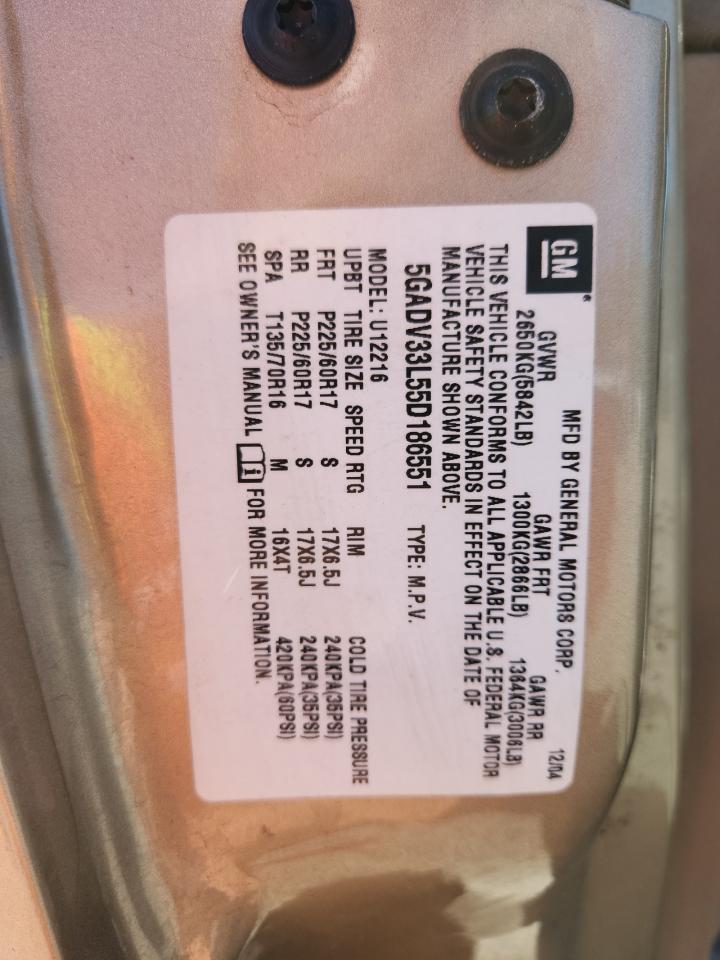 GM®
MFD BY GENERAL MOTORS CORP. 12/04
GVWR GAWR FRT GAWR RR
2650KG(5842LB) 1300KG(2866LB) 1364KG(3006LB)
THIS VEHICLE CONFORMS TO ALL APPLICABLE U.S. FEDERAL MOTOR
VEHICLE SAFETY STANDARDS IN EFFECT ON THE DATE OF
MANUFACTURE SHOWN ABOVE.
5GADV33L55D186551 TYPE: M.P.V.
MODEL: U12216
UPBT TIRE SIZE SPEED RTG RIM COLD TIRE PRESSURE
FRT P225/60R17 S 17X6.5J 240KPA(35PSI)
RR P225/60R17 S 17X6.5J 240KPA(35PSI)
SPA T135/70R16 M 16X4T 420KPA(60PSI)
SEE OWNER'S MANUAL i FOR MORE INFORMATION.